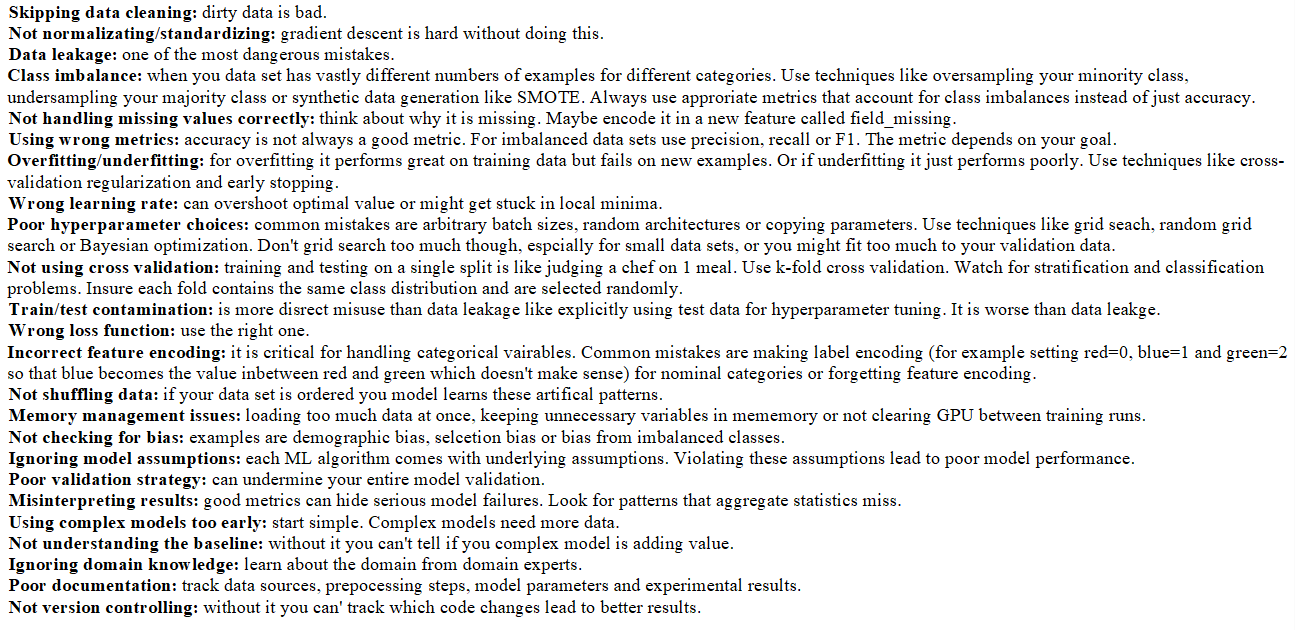 Skipping data cleaning: dirty data is bad.
Not normalizating/standardizing: gradient descent is hard without doing this.
Data leakage: one of the most dangerous mistakes.
Class imbalance: when you data set has vastly different numbers of examples for different categories. Use techniques like oversampling your minority class,
undersampling your majority class or synthetic data generation like SMOTE. Always use approriate metrics that account for class imbalances instead of just accuracy.
Not handling missing values correctly: think about why it is missing. Maybe encode it in a new feature called field_missing.
Using wrong metrics: accuracy is not always a good metric. For imbalanced data sets use precision, recall or F1. The metric depends on your goal.
Overfitting/underfitting: for overfitting it performs great on training data but fails on new examples. Or if underfitting it just performs poorly. Use techniques like cross-
validation regularization and early stopping.
Wrong learning rate: can overshoot optimal value or might get stuck in local minima.
Poor hyperparameter choices: common mistakes are arbitrary batch sizes, random architectures or copying parameters. Use techniques like grid seach, random grid
search or Bayesian optimization. Don't grid search too much though, espcially for small data sets, or you might fit too much to your validation data.
Not using cross validation: training and testing on a single split is like judging a chef on 1 meal. Use k-fold cross validation. Watch for stratification and classification
problems. Insure each fold contains the same class distribution and are selected randomly.
Train/test contamination: is more disrect misuse than data leakage like explicitly using test data for hyperparameter tuning. It is worse than data leakge.
Wrong loss function: use the right one.
Incorrect feature encoding: it is critical for handling categorical vairables. Common mistakes are making label encoding (for example setting red=0, blue=1 and green=2
so that blue becomes the value inbetween red and green which doesn't make sense) for nominal categories or forgetting feature encoding.
Not shuffling data: if your data set is ordered you model learns these artifical patterns.
Memory management issues: loading too much data at once, keeping unnecessary variables in mememory or not clearing GPU between training runs.
Not checking for bias: examples are demographic bias, selcetion bias or bias from imbalanced classes.
Ignoring model assumptions: each ML algorithm comes with underlying assumptions. Violating these assumptions lead to poor model performance.
Poor validation strategy: can undermine your entire model validation.
Misinterpreting results: good metrics can hide serious model failures. Look for patterns that aggregate statistics miss.
Using complex models too early: start simple. Complex models need more data.
Not understanding the baseline: without it you can't tell if you complex model is adding value.
Ignoring domain knowledge: learn about the domain from domain experts.
Poor documentation: track data sources, prepocessing steps, model parameters and experimental results.
Not version controlling: without it you can' track which code changes lead to better results.